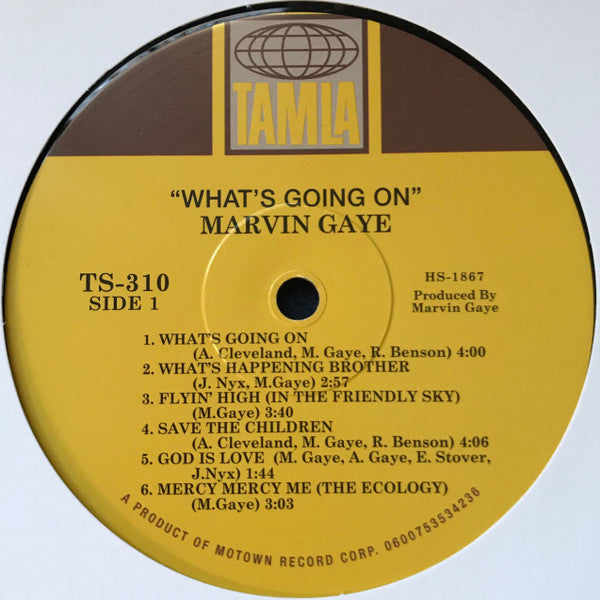 TAMLA
“WHAT’S GOING ON”
MARVIN GAYE
TS-310
SIDE 1
HS-1867
Produced By
Marvin Gaye
1. WHAT’S GOING ON
(A. Cleveland, M. Gaye, R. Benson) 4:00
2. WHAT’S HAPPENING BROTHER
(J. Nyx, M.Gaye) 2:57
3. FLYIN’ HIGH (IN THE FRIENDLY SKY)
(M.Gaye) 3:40
4. SAVE THE CHILDREN
(A. Cleveland, M. Gaye, R. Benson) 4:06
5. GOD IS LOVE (M. Gaye, A. Gaye, E. Stover,
J.Nyx) 1:44
6. MERCY MERCY ME (THE ECOLOGY)
(M.Gaye) 3:03
A PRODUCT OF MOTOWN RECORD CORP. 0600753534236